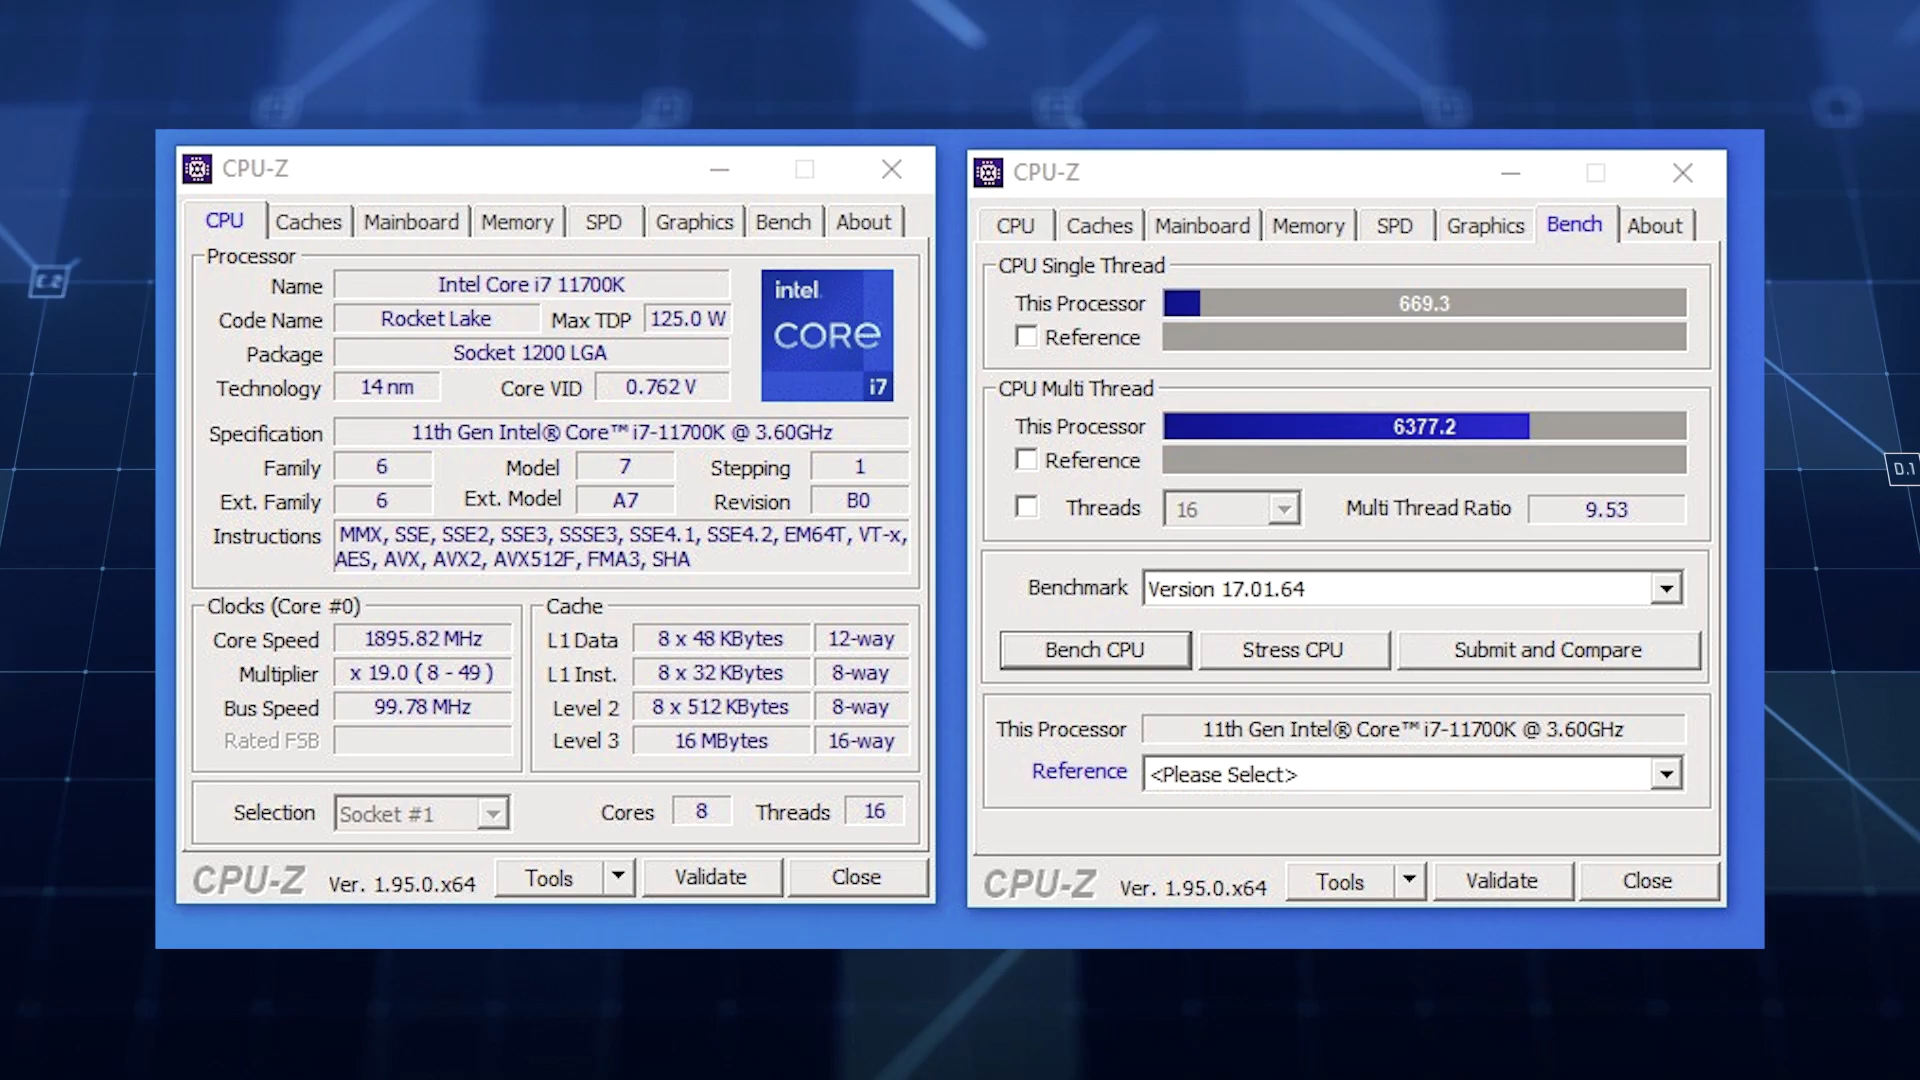 CPU-Z
CPU Caches Mainboard Memory SPD Graphics Bench About
Processor
Name Intel Core i7 11700K
Code Name Rocket Lake Max TDP 125.0 W
Package Socket 1200 LGA
Technology 14 nm Core VID 0.762 V
intel
CORe
i7
Specification 11th Gen Intel® Core™ i7-11700K @ 3.60GHz
Family 6 Model 7 Stepping 1
Ext. Family 6 Ext. Model A7 Revision B0
Instructions MMX, SSE, SSE2, SSE3, SSSE3, SSE4.1, SSE4.2, EM64T, VT-x,
AES, AVX, AVX2, AVX512F, FMA3, SHA
Clocks (Core #0)
Core Speed 1895.82 MHz
Multiplier x 19.0 ( 8 - 49 )
Bus Speed 99.78 MHz
Rated FSB
Cache
L1 Data 8 x 48 KBytes 12-way
L1 Inst. 8 x 32 KBytes 8-way
Level 2 8 x 512 KBytes 8-way
Level 3 16 MBytes 16-way
Selection Socket #1 Cores 8 Threads 16
CPU-Z Ver. 1.95.0.x64 Tools Validate Close
CPU-Z
CPU Caches Mainboard Memory SPD Graphics Bench About
CPU Single Thread
This Processor 669.3
Reference
CPU Multi Thread
This Processor 6377.2
Reference
Threads 16 Multi Thread Ratio 9.53
Benchmark Version 17.01.64
Bench CPU Stress CPU Submit and Compare
This Processor 11th Gen Intel® Core™ i7-11700K @ 3.60GHz
Reference <Please Select>
CPU-Z Ver. 1.95.0.x64 Tools Validate Close
D.1